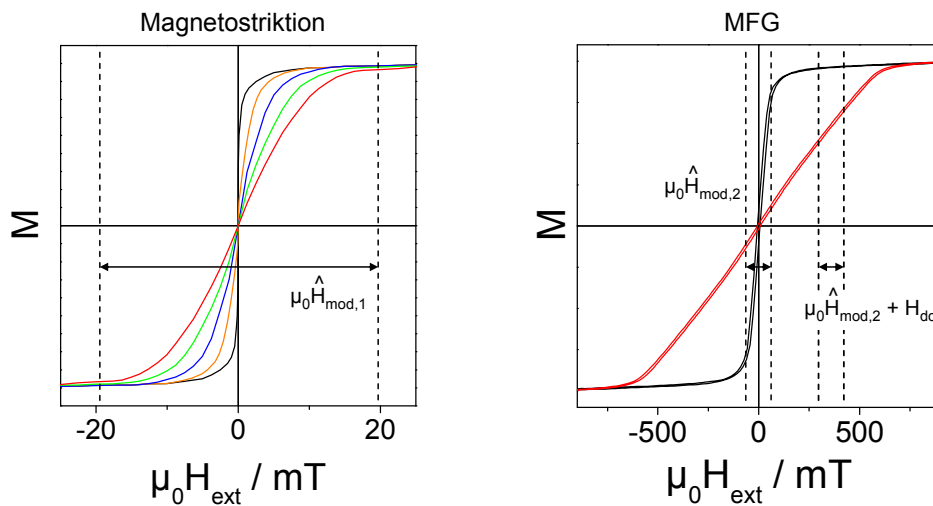 Magnetostriktion
M
μ₀Ĥmod,1
-20 0 20
μ₀Hext / mT
MFG
M
μ₀Ĥmod,2
μ₀Ĥmod,2 + Hdc
-500 0 500
μ₀Hext / mT